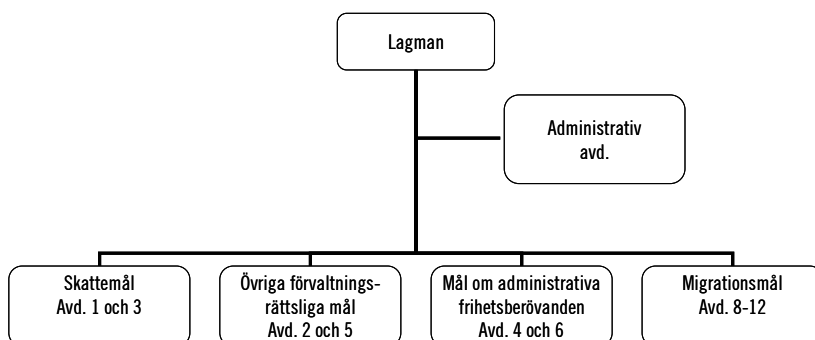 Lagman
Administrativ
avd.
Skattemål
Avd. 1 och 3
Övriga förvaltnings-
rättsliga mål
Avd. 2 och 5
Mål om administrativa
frihetsberövanden
Avd. 4 och 6
Migrationsmål
Avd. 8-12